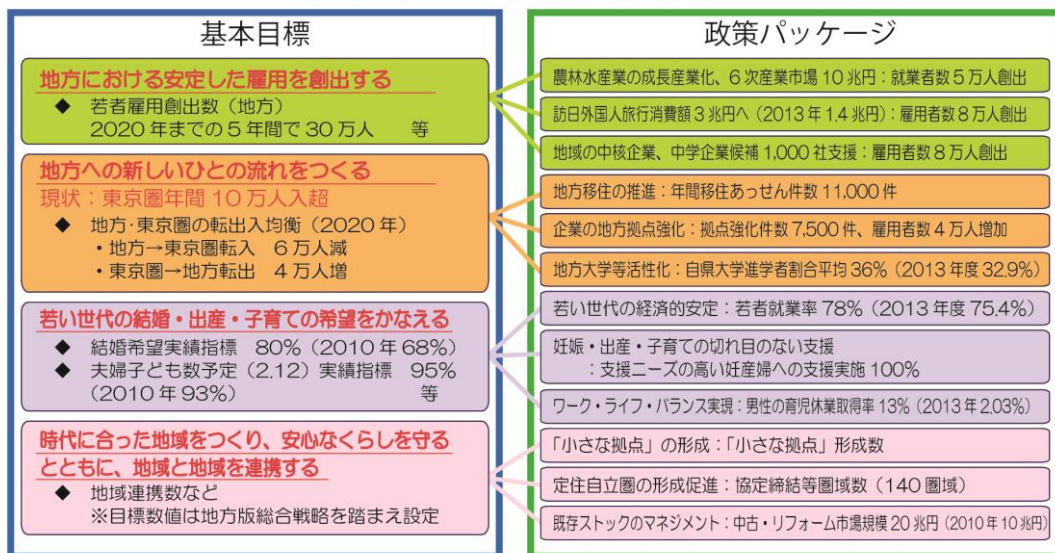 基本目標
地方における安定した雇用を創出する
◆ 若者雇用創出数（地方）
2020年までの5年間で30万人 等
地方への新しいひとの流れをつくる
現状：東京圏年間10万人入超
◆ 地方・東京圏の転出入均衡（2020年）
・地方→東京圏転入 6万人減
・東京圏→地方転出 4万人増
若い世代の結婚・出産・子育ての希望をかなえる
◆ 結婚希望実績指標 80%（2010年68%）
◆ 夫婦子ども数予定（2.12）実績指標 95%
（2010年93%） 等
時代に合った地域をつくり、安心なくらしを守る
とともに、地域と地域を連携する
◆ 地域連携数など
※目標数値は地方版総合戦略を踏まえ設定
政策パッケージ
農林水産業の成長産業化、6次産業市場10兆円：就業者数5万人創出
訪日外国人旅行消費額3兆円へ（2013年1.4兆円）：雇用者数8万人創出
地域の中核企業、中学企業候補1,000社支援：雇用者数8万人創出
地方移住の推進：年間移住あっせん件数11,000件
企業の地方拠点強化：拠点強化件数7,500件、雇用者数4万人増加
地方大学等活性化：自県大学進学者割合平均36%（2013年度32.9%）
若い世代の経済的安定：若者就業率78%（2013年度75.4%）
妊娠・出産・子育ての切れ目のない支援
：支援ニーズの高い妊産婦への支援実施100%
ワーク・ライフ・バランス実現：男性の育児休業取得率13%（2013年2.03%）
「小さな拠点」の形成：「小さな拠点」形成数
定住自立圏の形成促進：協定締結等圏域数（140圏域）
既存ストックのマネジメント：中古・リフォーム市場規模20兆円（2010年10兆円）